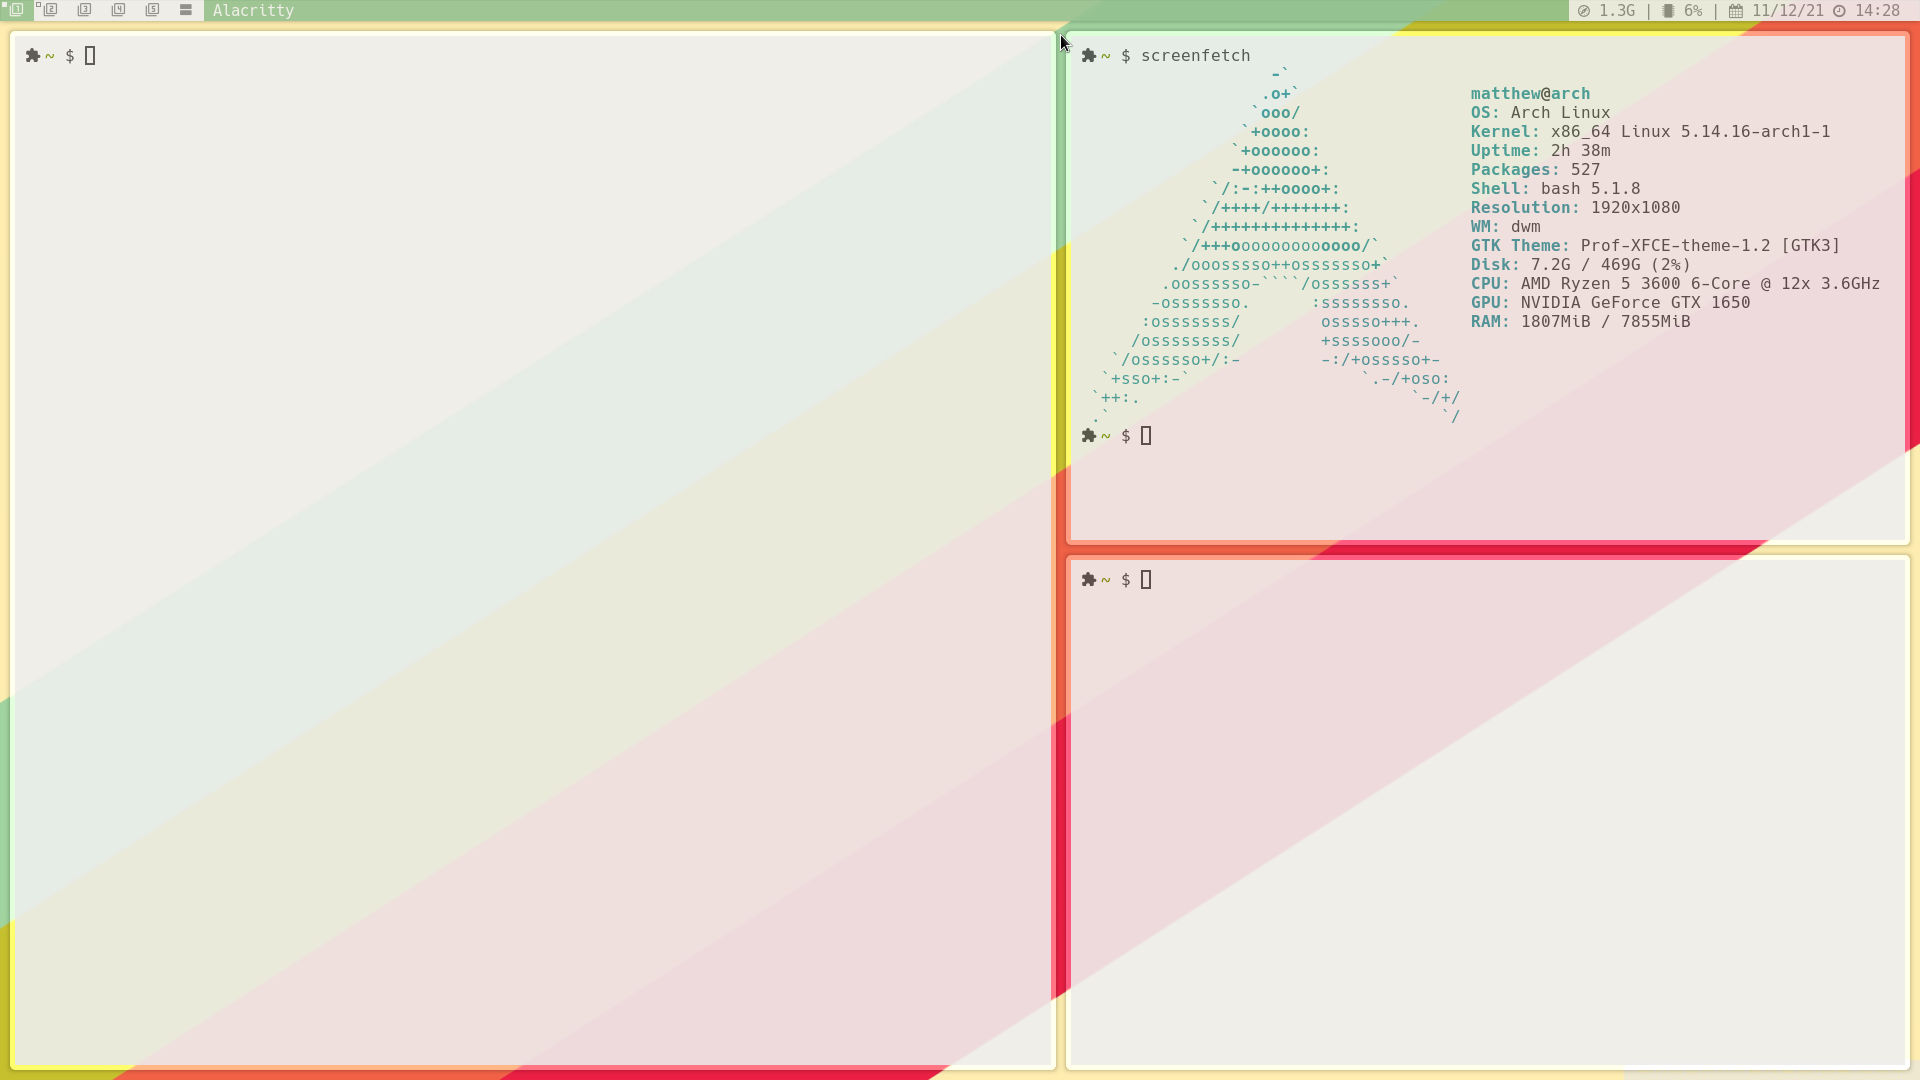 1 2 3 4 5 Alacritty 1.3G | 6% | 11/12/21 14:28
~ $
~ $ screenfetch
-`
.o+`
`ooo/
`+oooo:
`+oooooo:
-+oooooo+:
`/:-:++oooo+:
`/++++/+++++++:
`/++++++++++++++:
`/+++ooooooooooooo/`
./ooosssso++osssssso+`
.oossssso-````/ossssss+`
-osssssso. :ssssssso.
:osssssss/ osssso+++.
/ossssssss/ +ssssooo/-
`/ossssso+/:- -:/+osssso+-
`+sso+:-` `.-/+oso:
`++:. `-/+/
.` `/
matthew@arch
OS: Arch Linux
Kernel: x86_64 Linux 5.14.16-arch1-1
Uptime: 2h 38m
Packages: 527
Shell: bash 5.1.8
Resolution: 1920x1080
WM: dwm
GTK Theme: Prof-XFCE-theme-1.2 [GTK3]
Disk: 7.2G / 469G (2%)
CPU: AMD Ryzen 5 3600 6-Core @ 12x 3.6GHz
GPU: NVIDIA GeForce GTX 1650
RAM: 1807MiB / 7855MiB
~ $
~ $